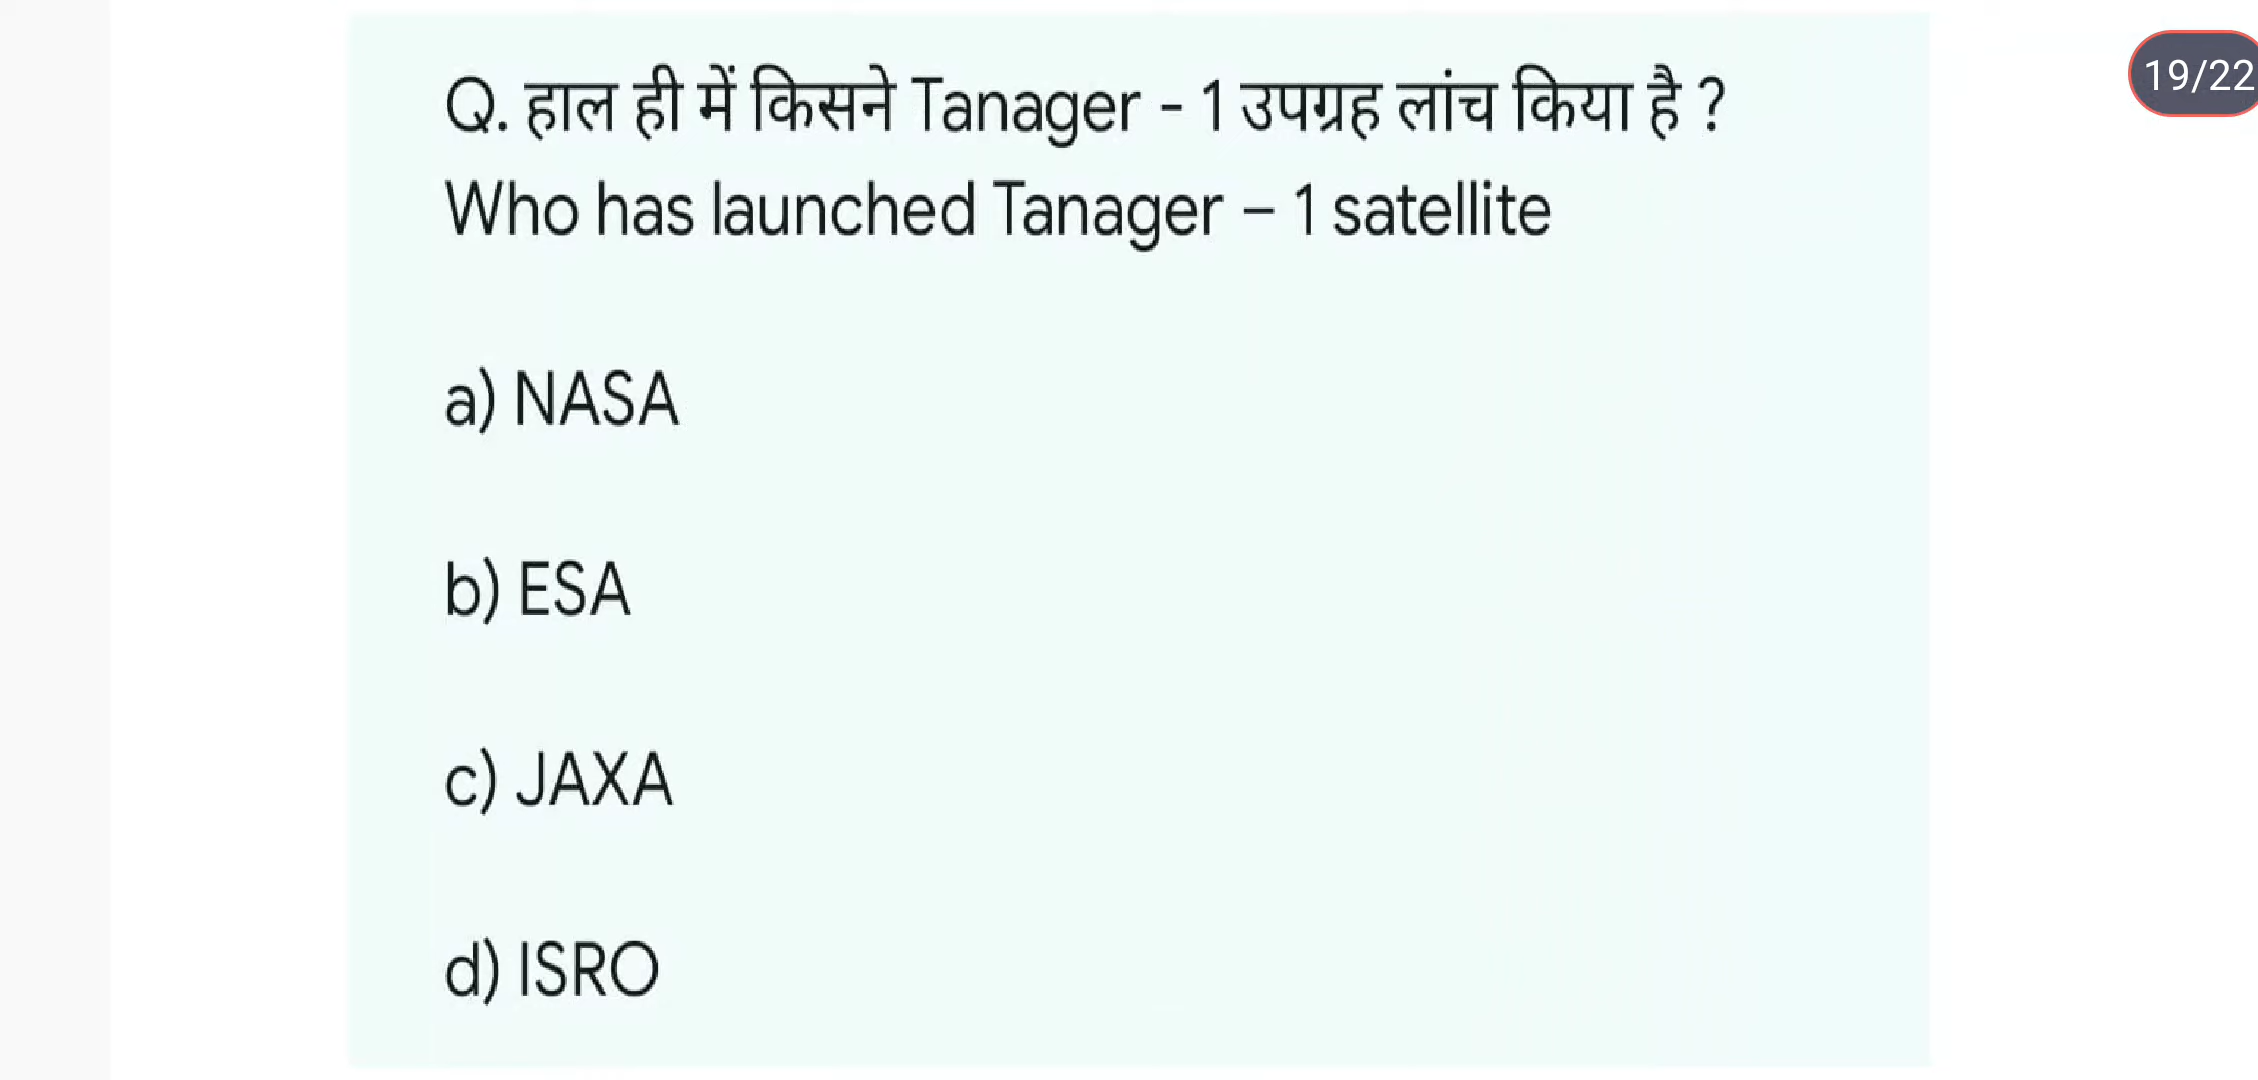 Q. हाल ही में किसने Tanager - 1 उपग्रह लांच किया है ?
19/22
Who has launched Tanager – 1 satellite
a) NASA
b) ESA
c) JAXA
d) ISRO